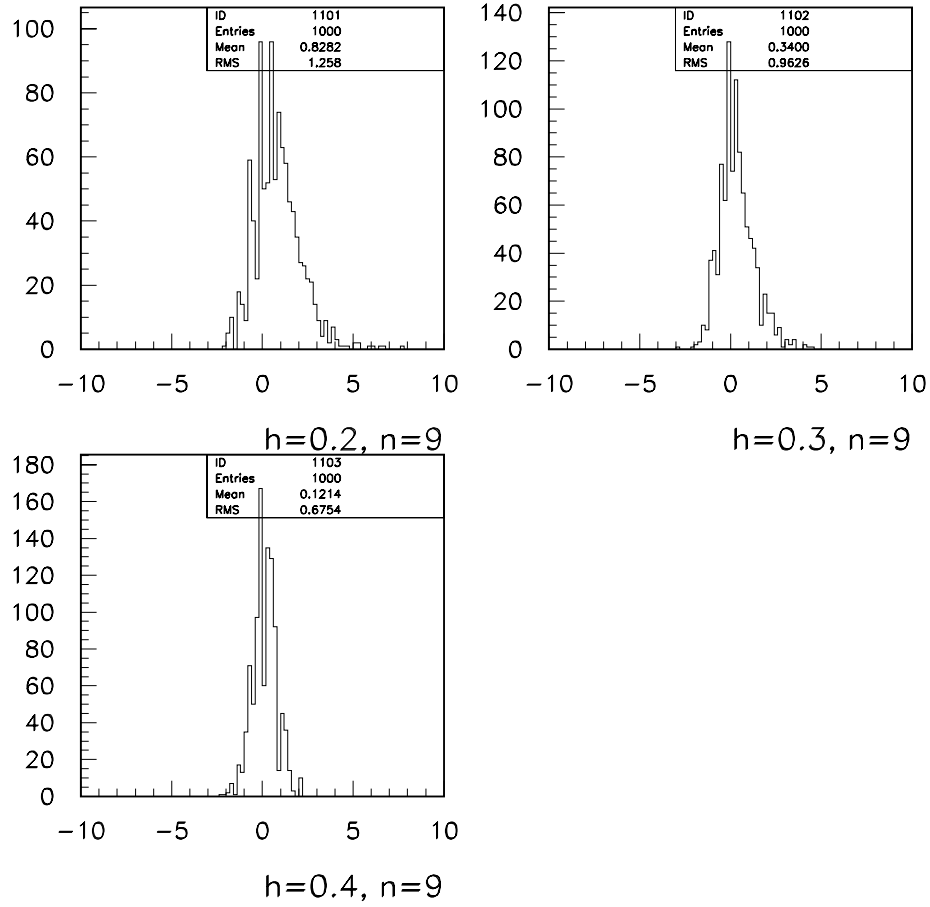 ID 1101
Entries 1000
Mean 0.8282
RMS 1.258
100
80
60
40
20
0
−10 −5 0 5 10
h=0.2, n=9
ID 1102
Entries 1000
Mean 0.3400
RMS 0.9626
140
120
100
80
60
40
20
0
−10 −5 0 5 10
h=0.3, n=9
ID 1103
Entries 1000
Mean 0.1214
RMS 0.6754
180
160
140
120
100
80
60
40
20
0
−10 −5 0 5 10
h=0.4, n=9